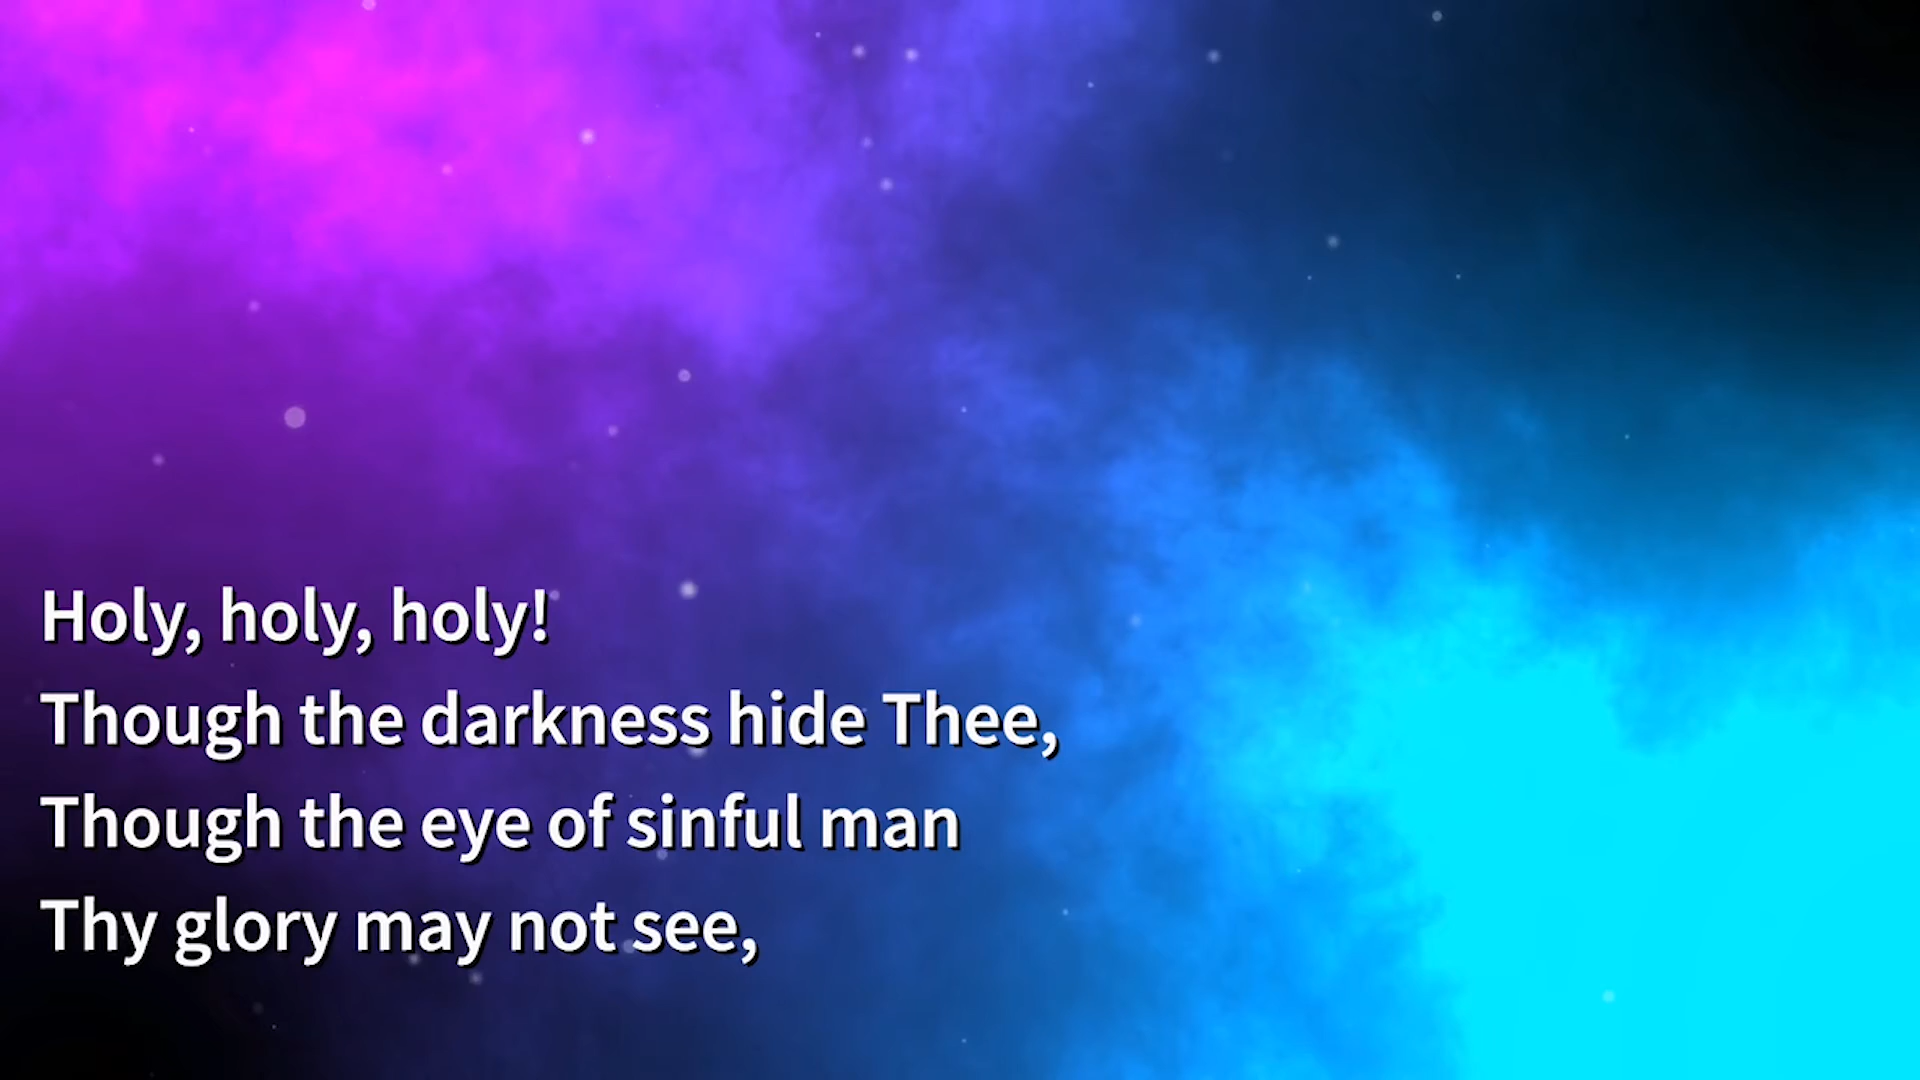 Holy, holy, holy!
Though the darkness hide Thee,
Though the eye of sinful man
Thy glory may not see,